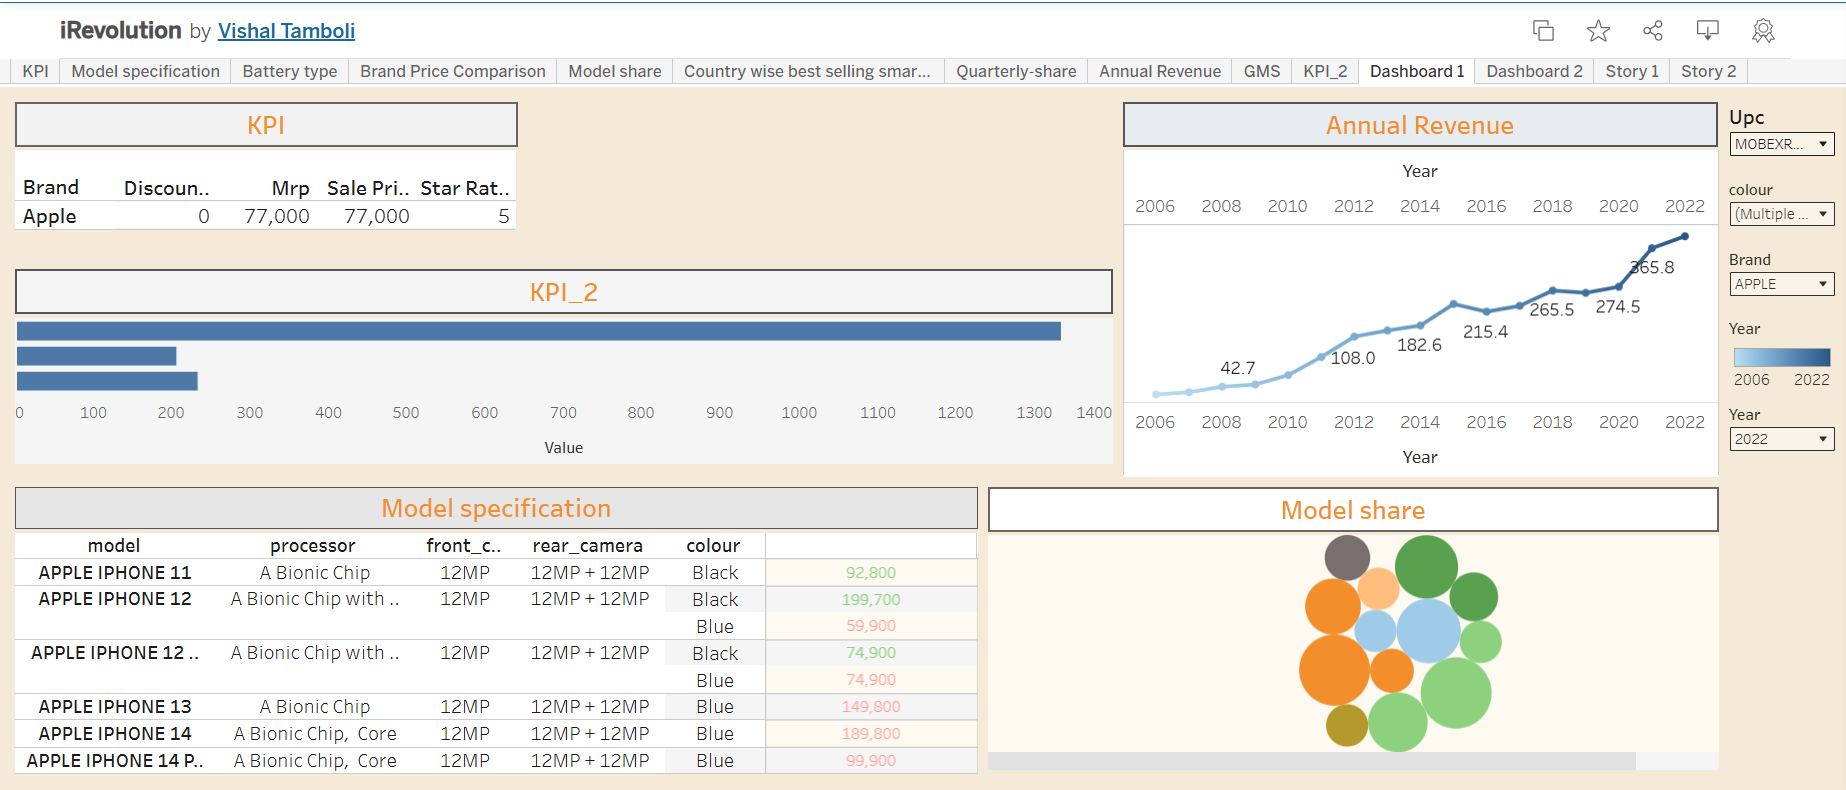 iRevolution by Vishal Tamboli
KPI Model specification Battery type Brand Price Comparison Model share Country wise best selling smar... Quarterly-share Annual Revenue GMS KPI_2 Dashboard 1 Dashboard 2 Story 1 Story 2
KPI
Brand Discoun.. Mrp Sale Pri.. Star Rat..
Apple 0 77,000 77,000 5
KPI_2
0 100 200 300 400 500 600 700 800 900 1000 1100 1200 1300 1400
Value
Annual Revenue
Year
2006 2008 2010 2012 2014 2016 2018 2020 2022
42.7 108.0 182.6 215.4 265.5 274.5 365.8
2006 2008 2010 2012 2014 2016 2018 2020 2022
Year
Upc
MOBEXR...
colour
(Multiple ...
Brand
APPLE
Year
2006 2022
Year
2022
Model specification
model processor front_c.. rear_camera colour
APPLE IPHONE 11 A Bionic Chip 12MP 12MP + 12MP Black 92,800
APPLE IPHONE 12 A Bionic Chip with .. 12MP 12MP + 12MP Black 199,700
Blue 59,900
APPLE IPHONE 12 .. A Bionic Chip with .. 12MP 12MP + 12MP Black 74,900
Blue 74,900
APPLE IPHONE 13 A Bionic Chip 12MP 12MP + 12MP Blue 149,800
APPLE IPHONE 14 A Bionic Chip, Core 12MP 12MP + 12MP Blue 189,800
APPLE IPHONE 14 P.. A Bionic Chip, Core 12MP 12MP + 12MP Blue 99,900
Model share